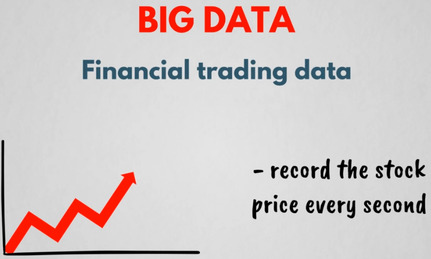 BIG DATA
Financial trading data
- record the stock
price every second